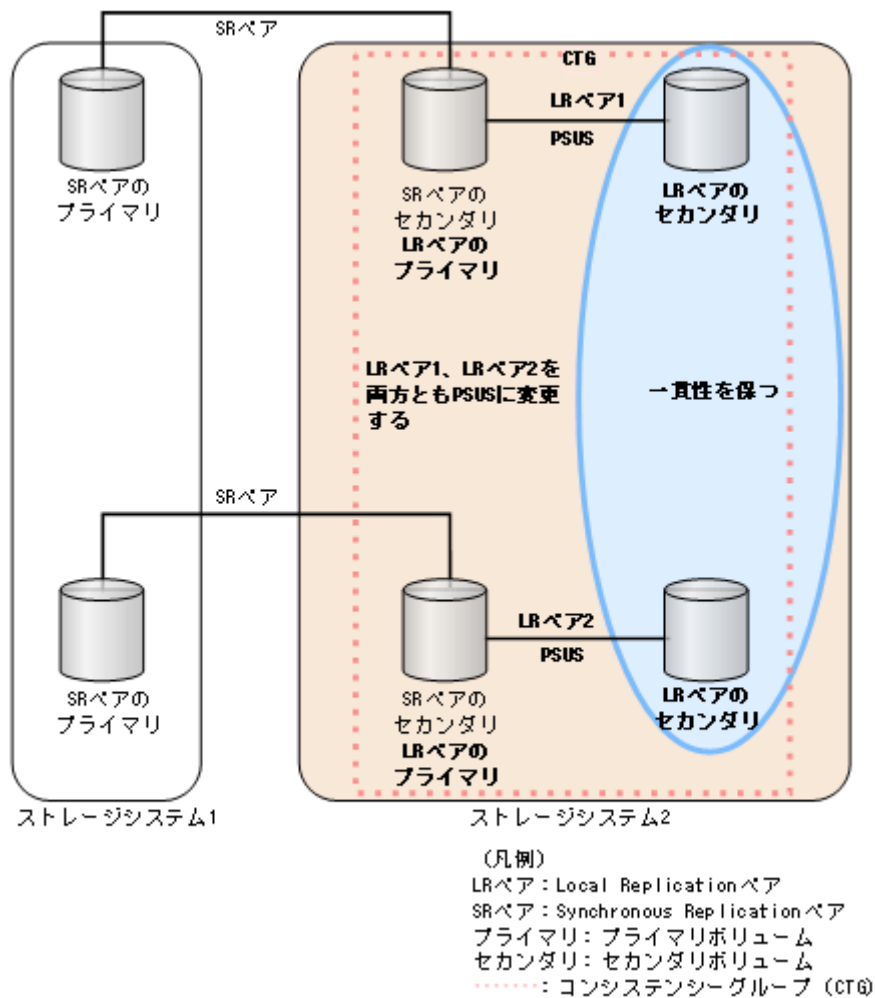 SRペア
CTG
LRペア1
PSUS
SRペアの
プライマリ
SRペアの
セカンダリ
LRペアの
プライマリ
LRペアの
セカンダリ
LRペア1、LRペア2を
両方ともPSUSに変更
する
一貫性を保つ
SRペア
LRペア2
PSUS
SRペアの
プライマリ
SRペアの
セカンダリ
LRペアの
プライマリ
LRペアの
セカンダリ
ストレージシステム1
ストレージシステム2
(凡例)
LRペア:Local Replicationペア
SRペア:Synchronous Replicationペア
プライマリ:プライマリボリューム
セカンダリ:セカンダリボリューム
:コンシステンシーグループ (CTG)